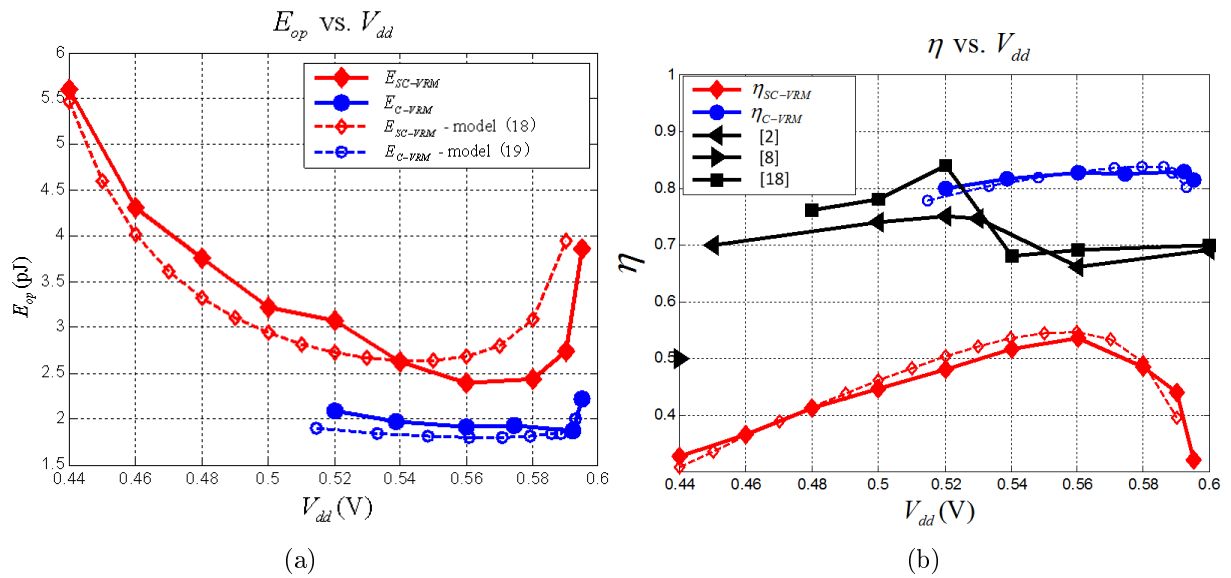 E_op vs. V_dd
6
5.5
5
4.5
4
3.5
3
2.5
2
1.5
E_op (pJ)
E_SC-VRM
E_C-VRM
E_SC-VRM - model (18)
E_C-VRM - model (19)
0.44 0.46 0.48 0.5 0.52 0.54 0.56 0.58 0.6
V_dd (V)
(a)
η vs. V_dd
1
0.9
0.8
0.7
0.6
0.5
0.4
η
η_SC-VRM
η_C-VRM
[2]
[8]
[18]
0.44 0.46 0.48 0.5 0.52 0.54 0.56 0.58 0.6
V_dd (V)
(b)